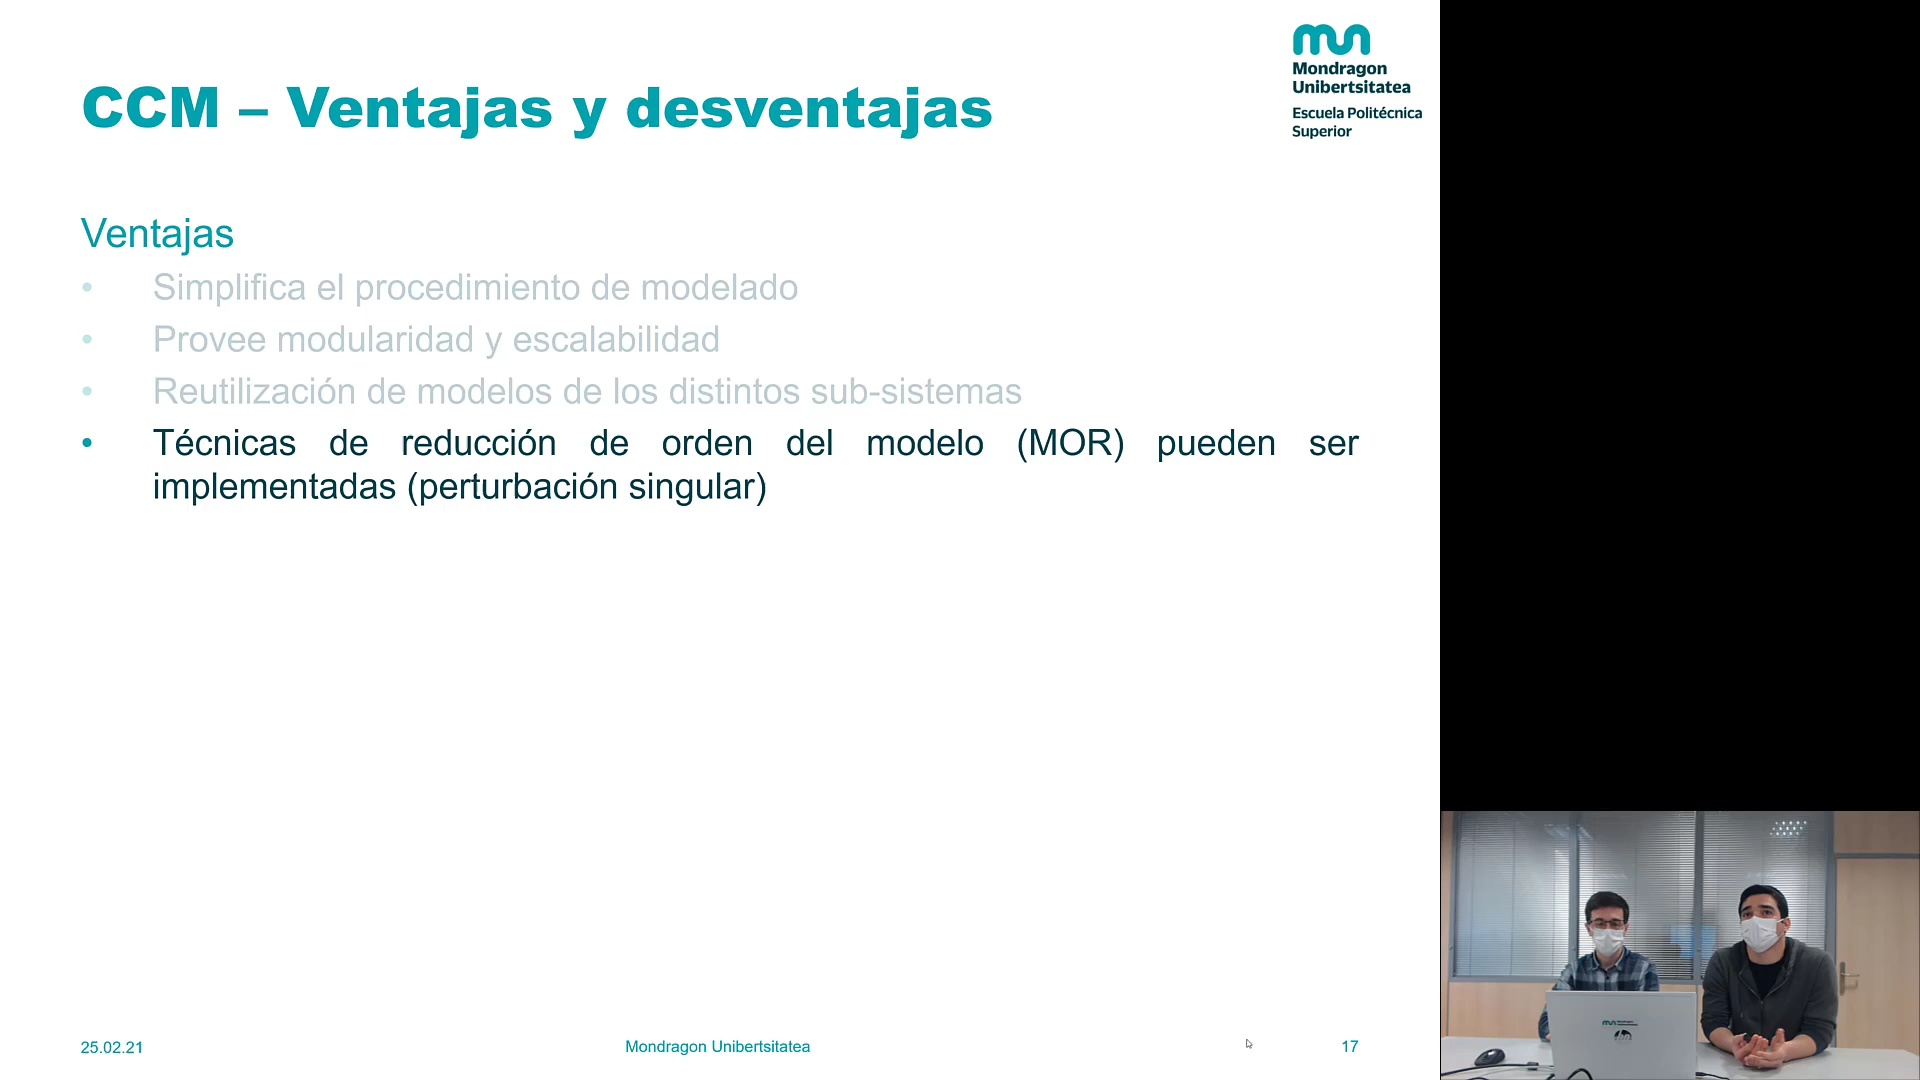 Mondragon
Unibertsitatea
Escuela Politécnica
Superior
CCM – Ventajas y desventajas
Ventajas
• Simplifica el procedimiento de modelado
• Provee modularidad y escalabilidad
• Reutilización de modelos de los distintos sub-sistemas
• Técnicas de reducción de orden del modelo (MOR) pueden ser
implementadas (perturbación singular)
25.02.21
Mondragon Unibertsitatea
17